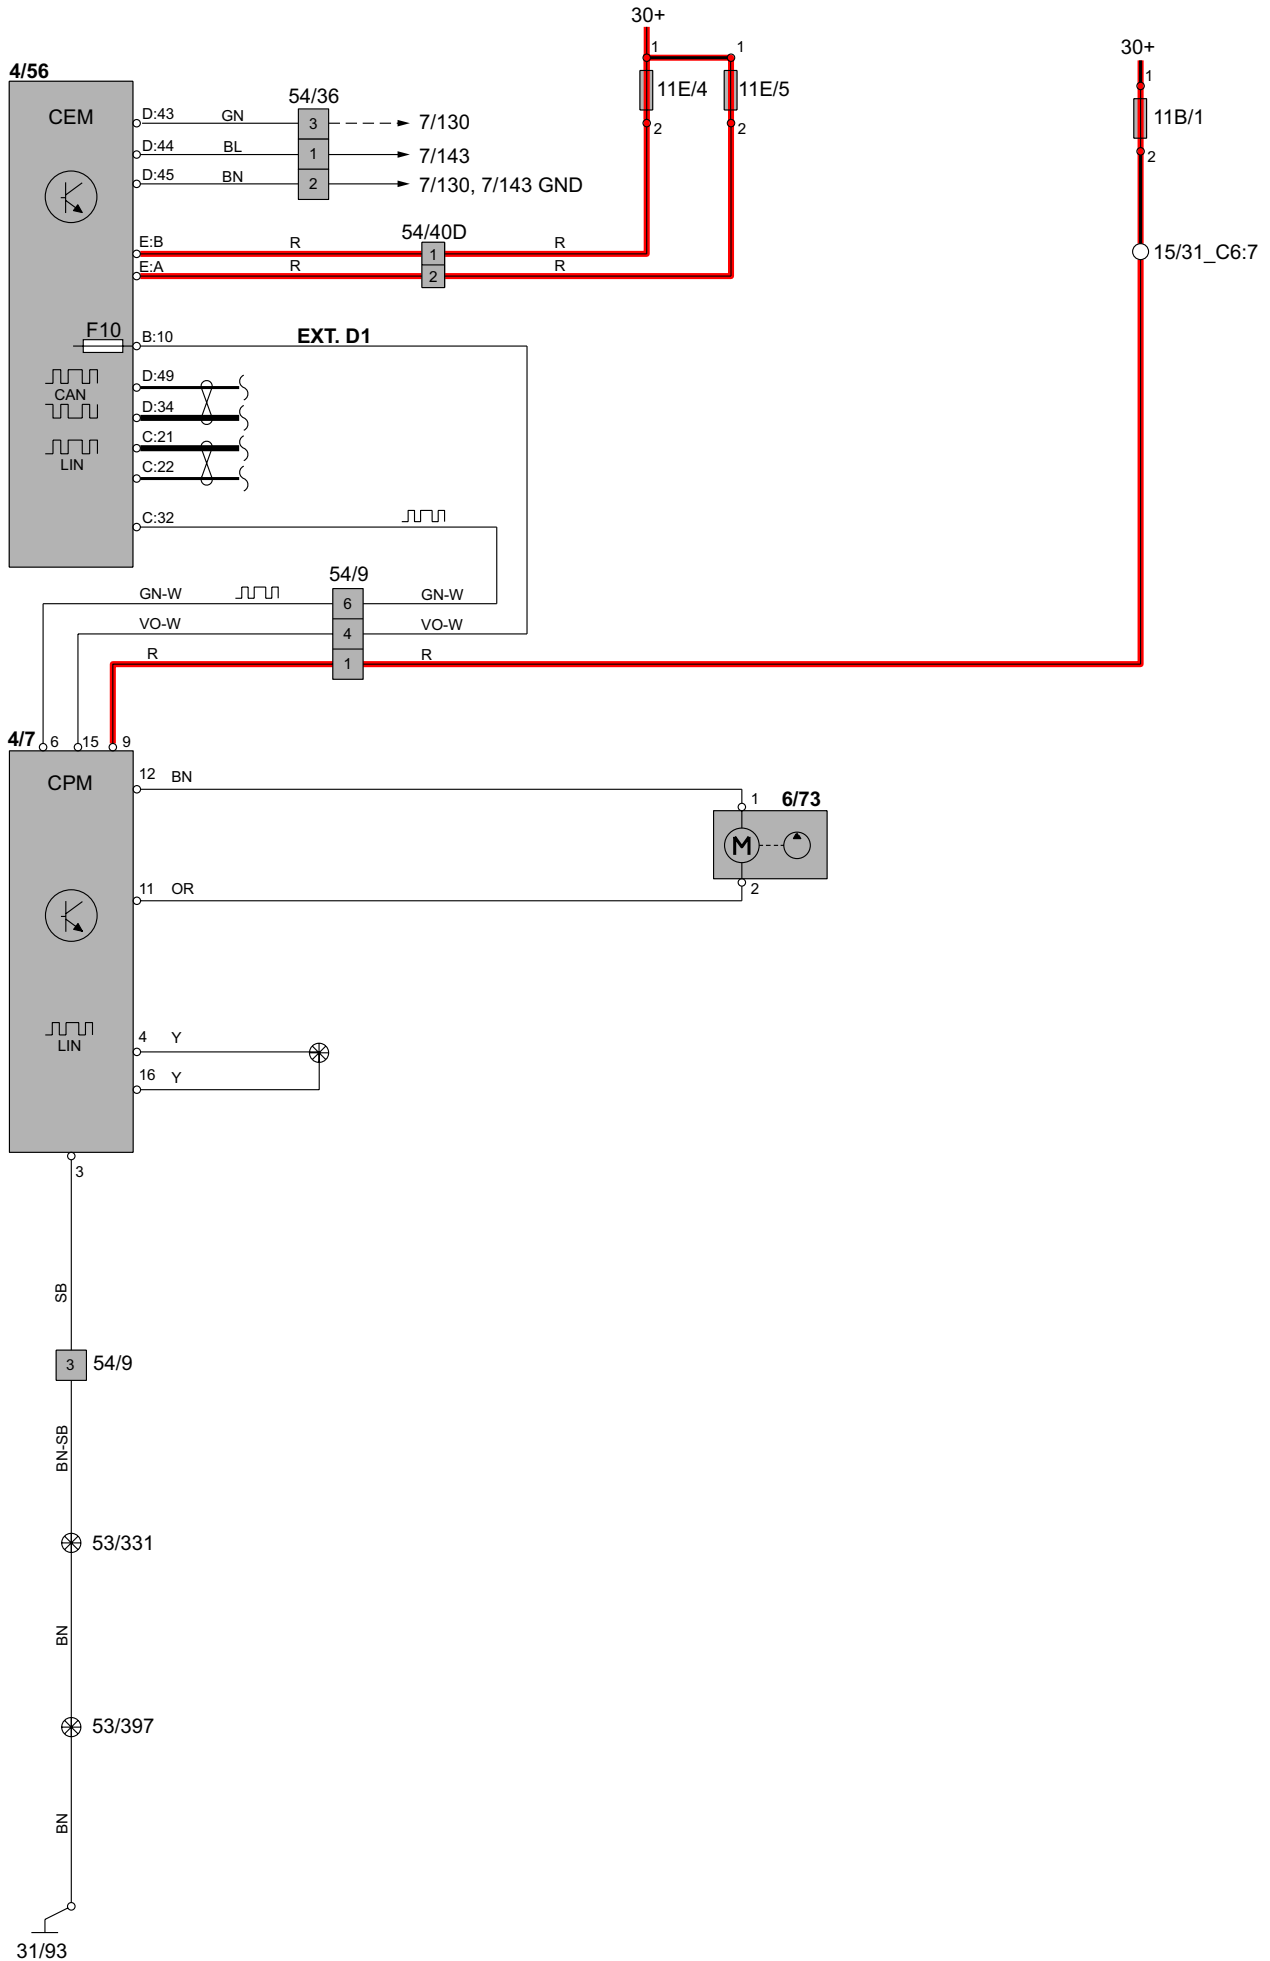 30+
30+
1
1
1
4/56
11E/4
11E/5
11B/1
54/36
CEM
D:43
GN
3
7/130
2
2
D:44
BL
1
7/143
2
D:45
BN
2
7/130, 7/143 GND
54/40D
E:B
R
1
R
15/31_C6:7
E:A
R
2
R
F10
B:10
EXT. D1
D:49
CAN
D:34
C:21
LIN
C:22
C:32
54/9
GN-W
6
GN-W
VO-W
4
VO-W
R
1
R
4/7
6
15
9
CPM
12
BN
1
6/73
M
11
OR
2
4
Y
LIN
16
Y
3
SB
3
54/9
BN-SB
53/331
BN
53/397
BN
31/93